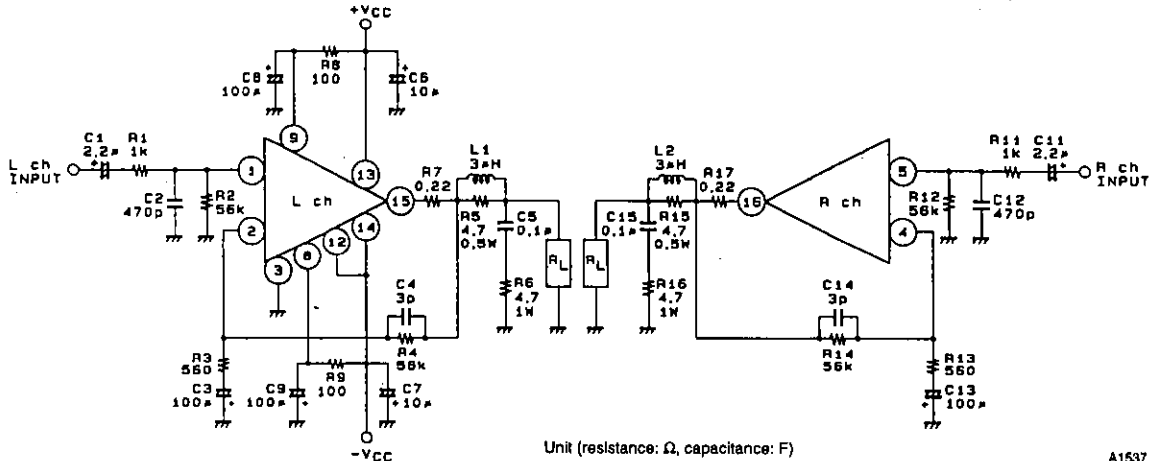 +VCC
R8
100
C8
100μ
C6
10μ
C1
2.2μ
R1
1k
L ch
INPUT
C2
470p
R2
56k
1
2
3
9
8
12
13
14
15
L ch
R7
0.22
L1
3μH
R5
4.7
0.5W
C5
0.1μ
R6
4.7
1W
RL
C4
3p
R4
56k
R3
560
C3
100μ
C9
100μ
R9
100
C7
10μ
-VCC
RL
L2
3μH
R17
0.22
C15
0.1μ
R15
4.7
0.5W
R16
4.7
1W
16
R ch
5
4
R11
1k
C11
2.2μ
R ch
INPUT
R12
56k
C12
470p
C14
3p
R14
56k
R13
560
C13
100μ
Unit (resistance: Ω, capacitance: F)
A1537